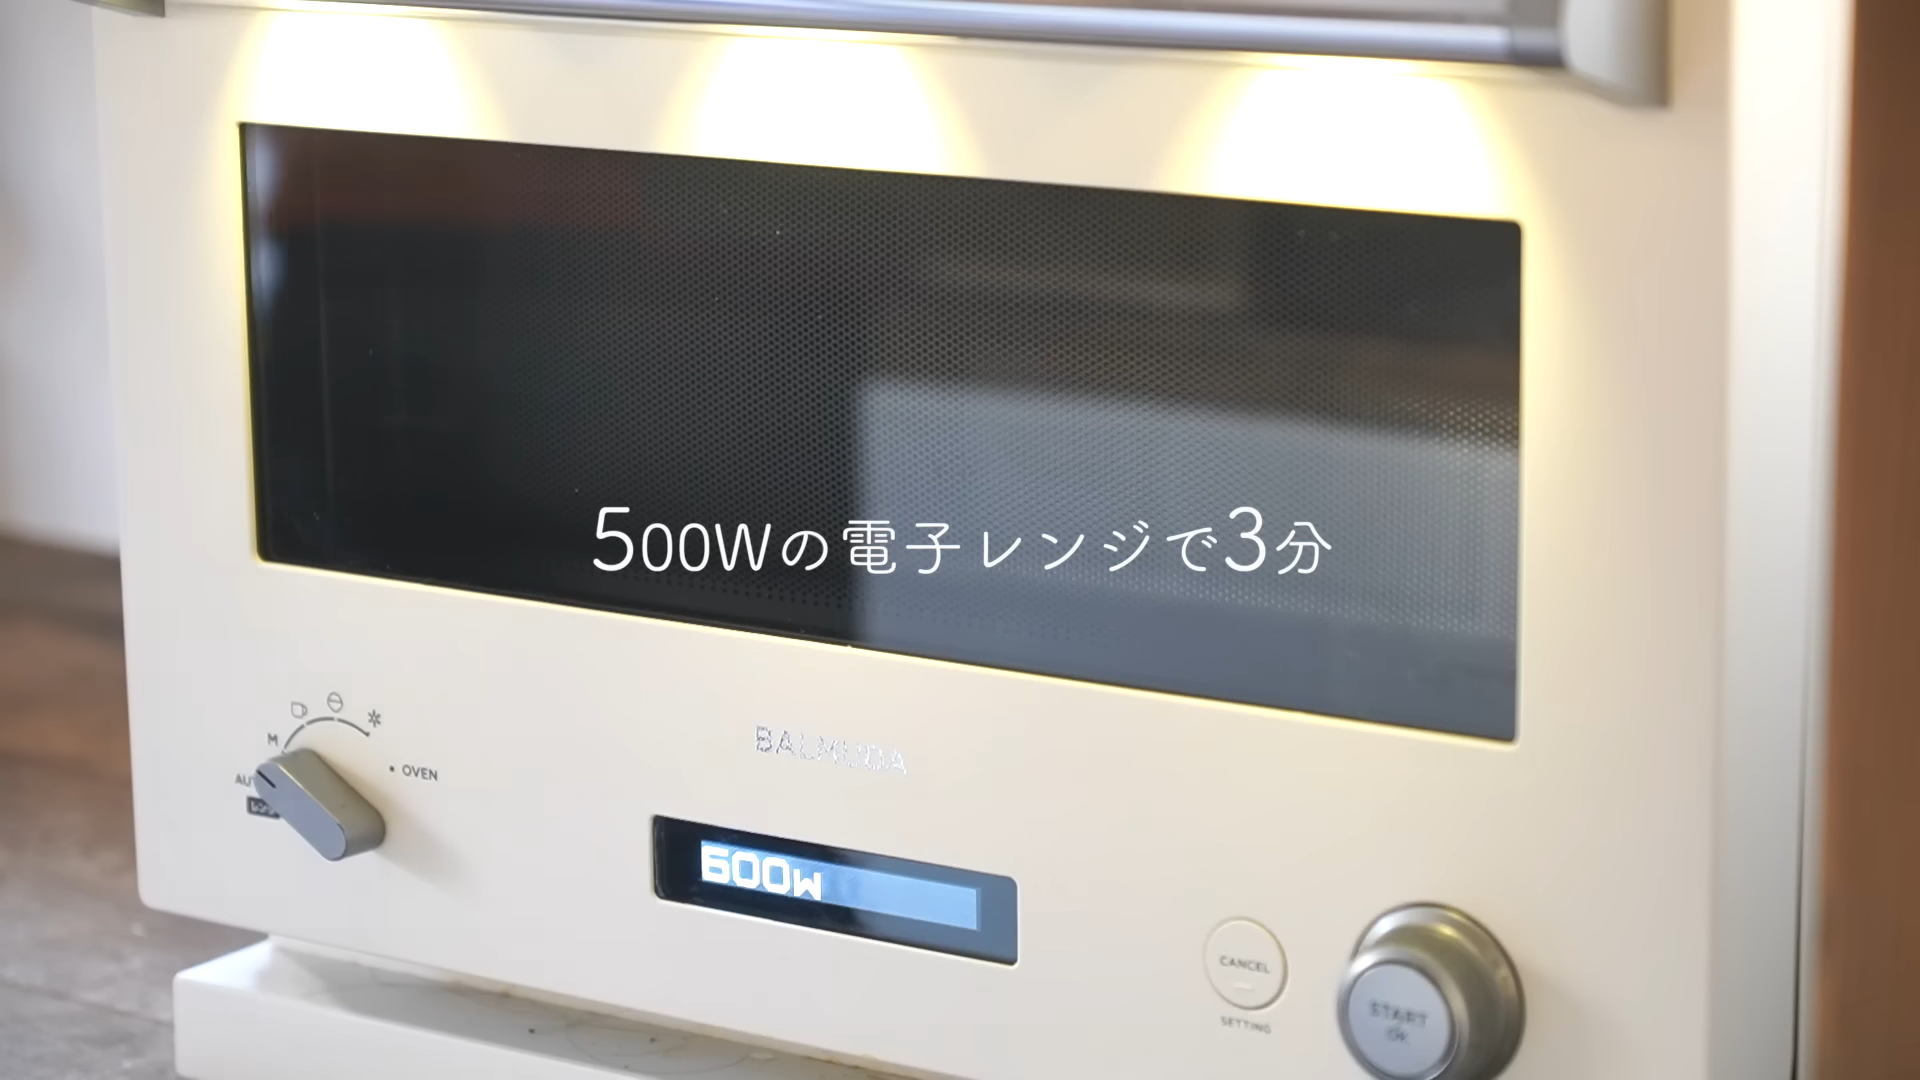 500Wの電子レンジで3分
M
OVEN
BALMUDA
600W
CANCEL
SETTING
START
OK